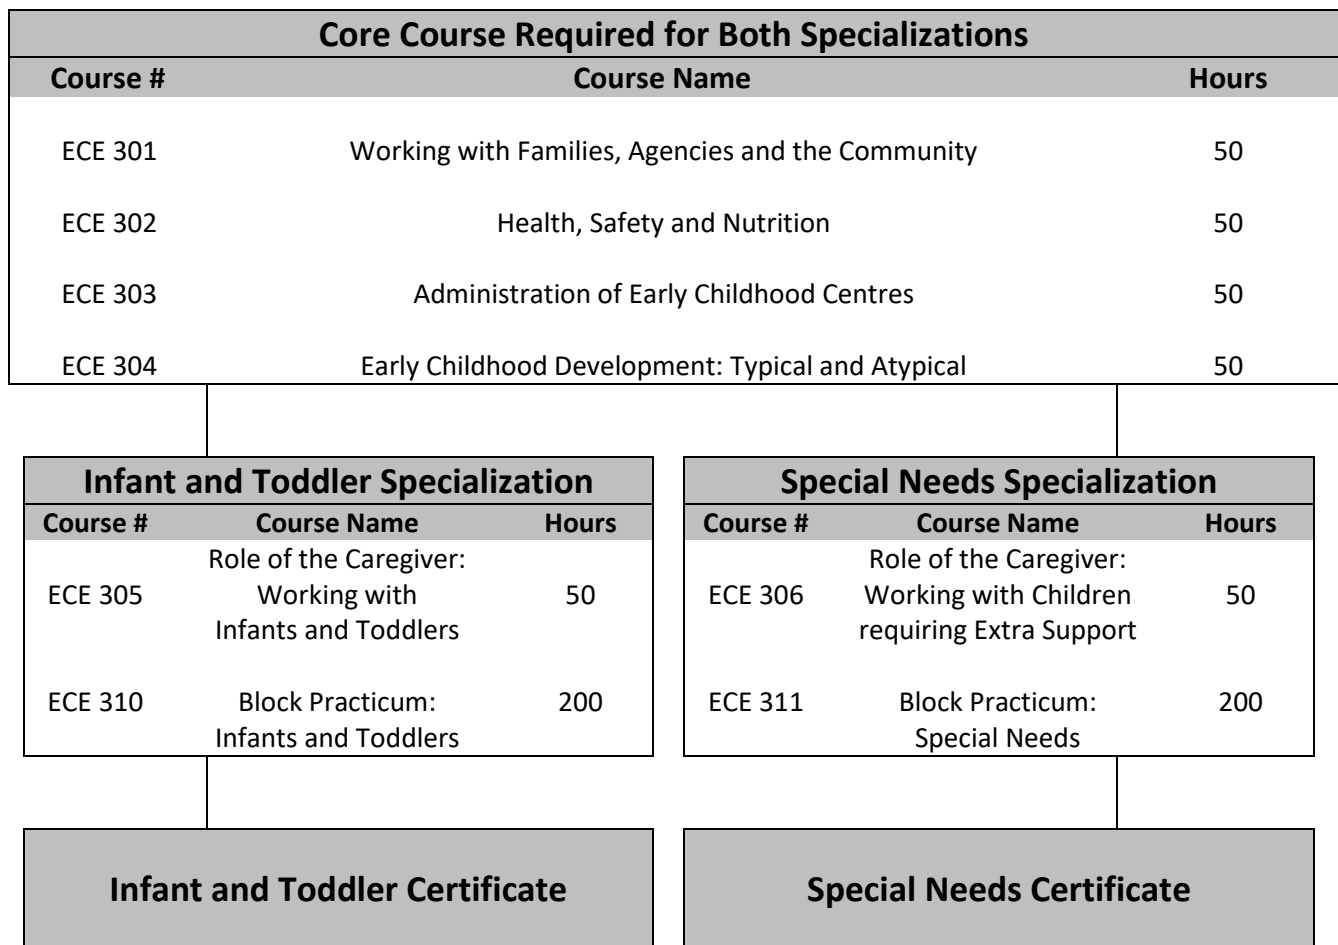 Core Course Required for Both Specializations
Course # Course Name Hours
ECE 301 Working with Families, Agencies and the Community 50
ECE 302 Health, Safety and Nutrition 50
ECE 303 Administration of Early Childhood Centres 50
ECE 304 Early Childhood Development: Typical and Atypical 50
Infant and Toddler Specialization
Course # Course Name Hours
Role of the Caregiver:
ECE 305 Working with 50
Infants and Toddlers
ECE 310 Block Practicum: 200
Infants and Toddlers
Special Needs Specialization
Course # Course Name Hours
Role of the Caregiver:
ECE 306 Working with Children 50
requiring Extra Support
ECE 311 Block Practicum: 200
Special Needs
Infant and Toddler Certificate
Special Needs Certificate